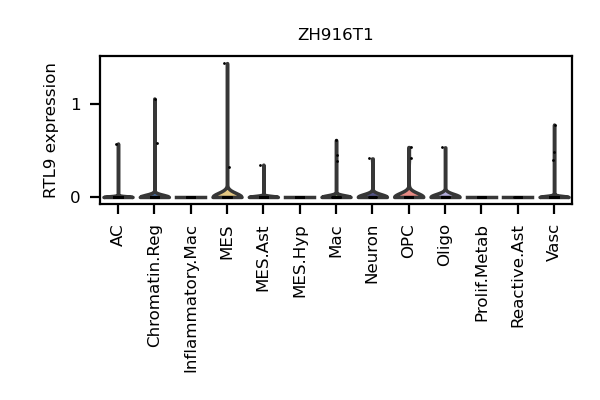 ZH916T1
RTL9 expression
1
0
AC
Chromatin.Reg
Inflammatory.Mac
MES
MES.Ast
MES.Hyp
Mac
Neuron
OPC
Oligo
Prolif.Metab
Reactive.Ast
Vasc